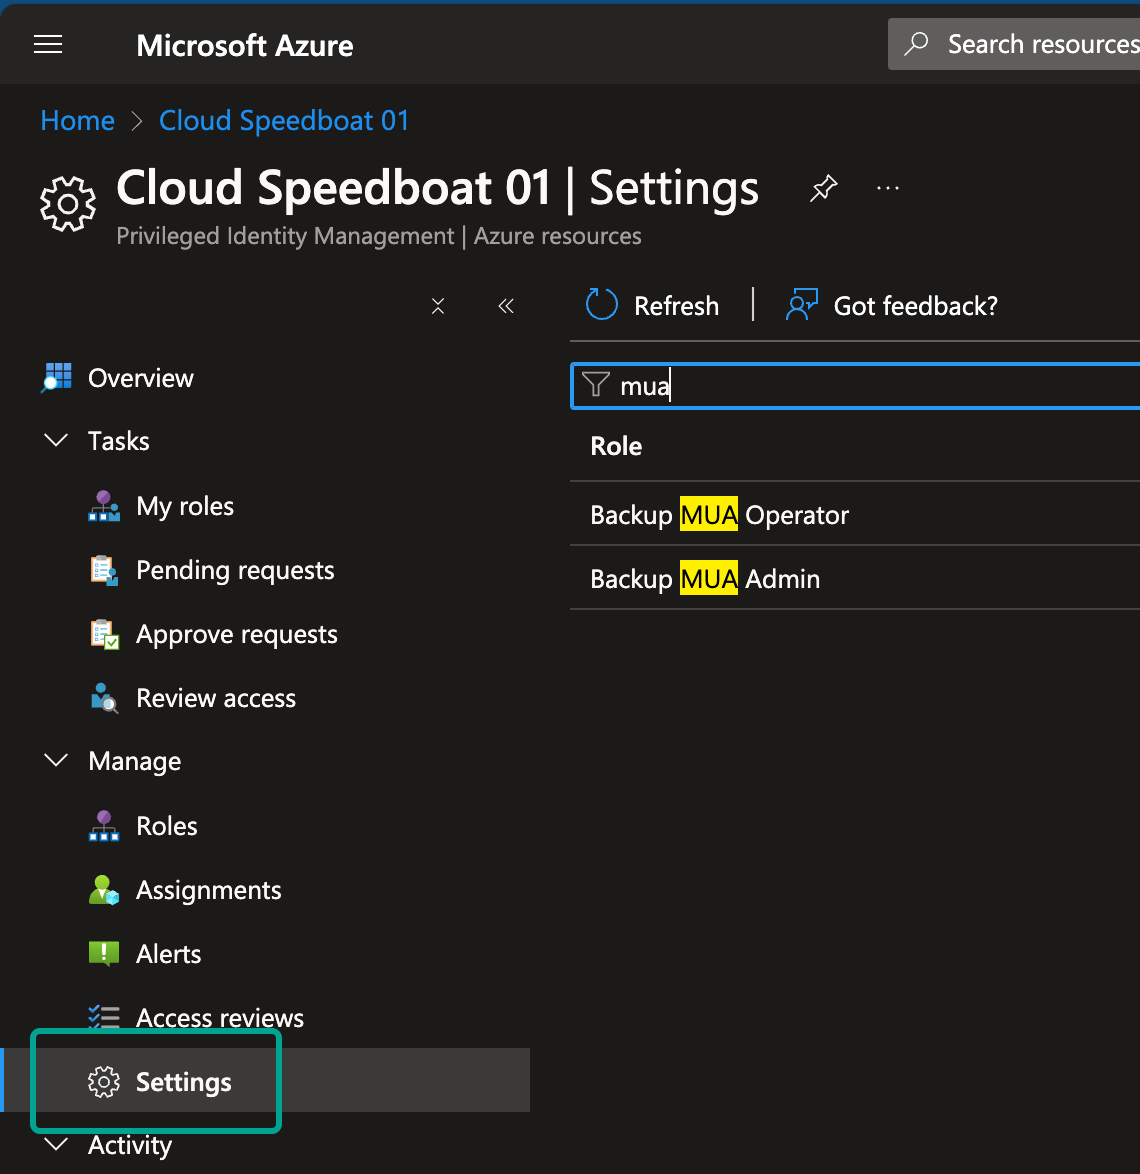 Microsoft Azure
Search resources
Home > Cloud Speedboat 01
Cloud Speedboat 01 | Settings
Privileged Identity Management | Azure resources
Refresh
Got feedback?
mua
Role
Backup MUA Operator
Backup MUA Admin
Overview
Tasks
My roles
Pending requests
Approve requests
Review access
Manage
Roles
Assignments
Alerts
Access reviews
Settings
Activity